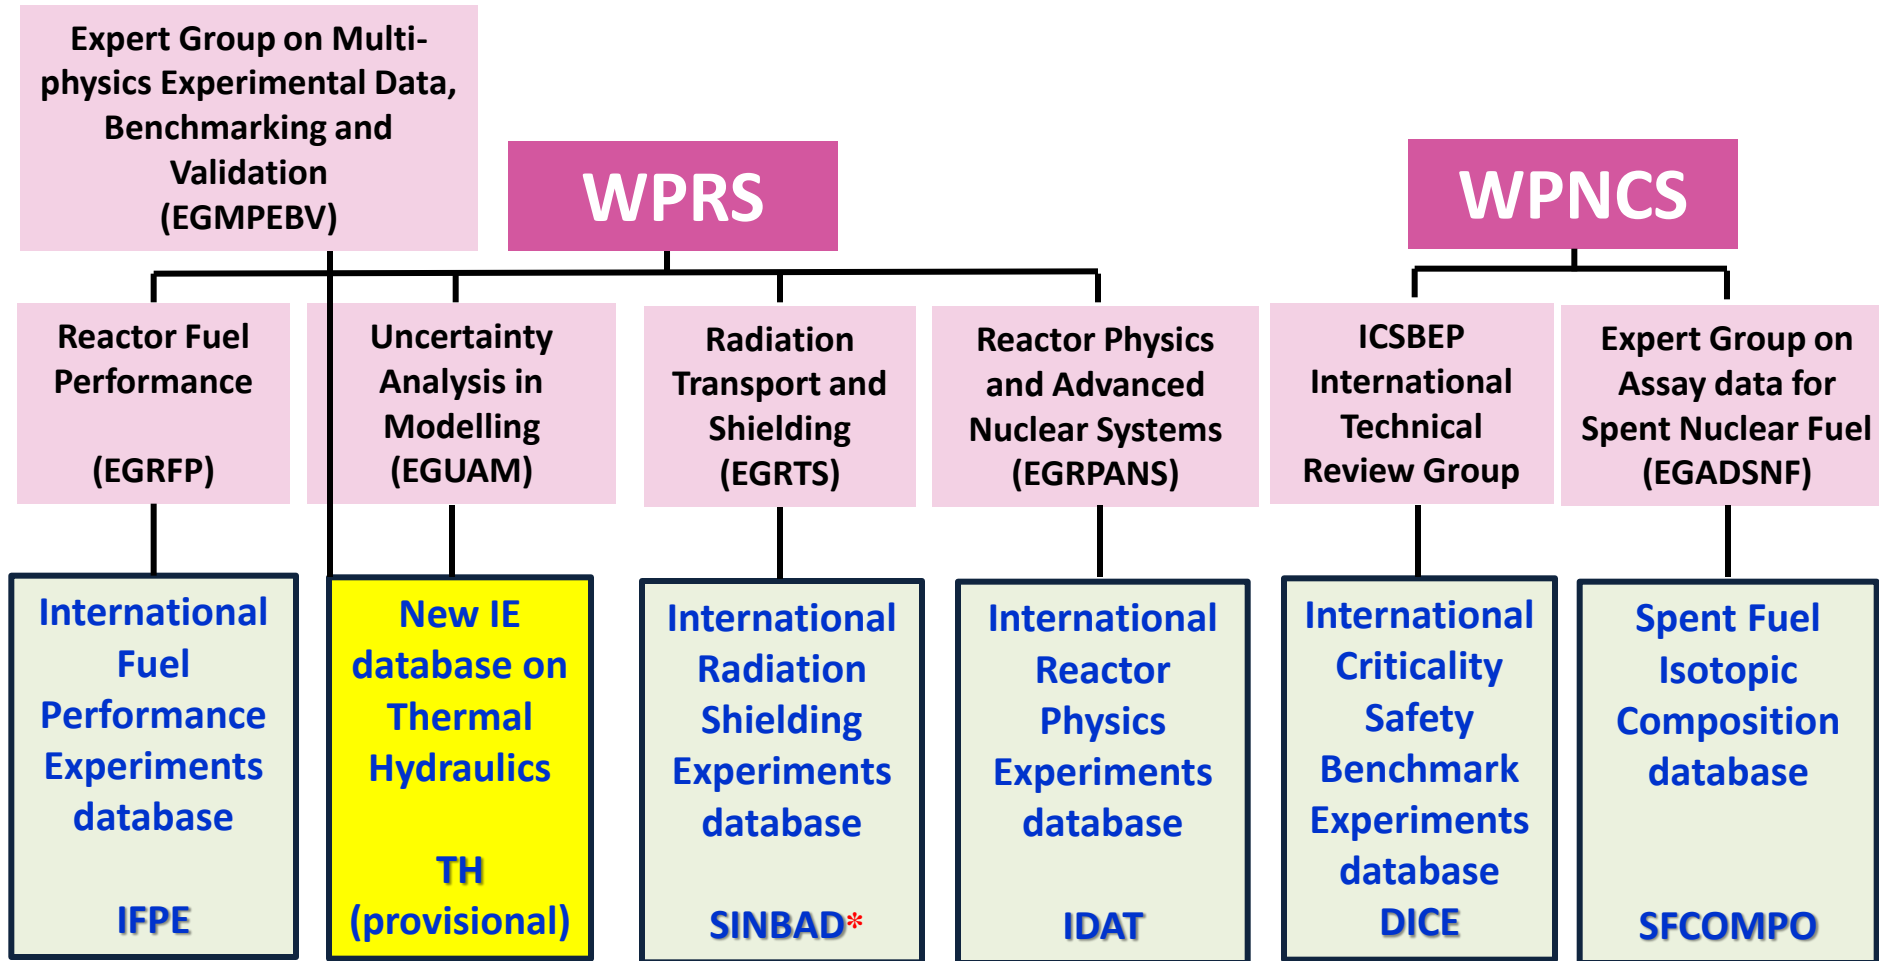 Expert Group on Multi-
physics Experimental Data,
Benchmarking and
Validation
(EGMPEBV)
WPRS
WPNCS
Reactor Fuel
Performance
(EGRFP)
Uncertainty
Analysis in
Modelling
(EGUAM)
Radiation
Transport and
Shielding
(EGRTS)
Reactor Physics
and Advanced
Nuclear Systems
(EGRPANS)
ICSBEP
International
Technical
Review Group
Expert Group on
Assay data for
Spent Nuclear Fuel
(EGADSNF)
International
Fuel
Performance
Experiments
database
IFPE
New IE
database on
Thermal
Hydraulics
TH
(provisional)
International
Radiation
Shielding
Experiments
database
SINBAD*
International
Reactor
Physics
Experiments
database
IDAT
International
Criticality
Safety
Benchmark
Experiments
database
DICE
Spent Fuel
Isotopic
Composition
database
SFCOMPO